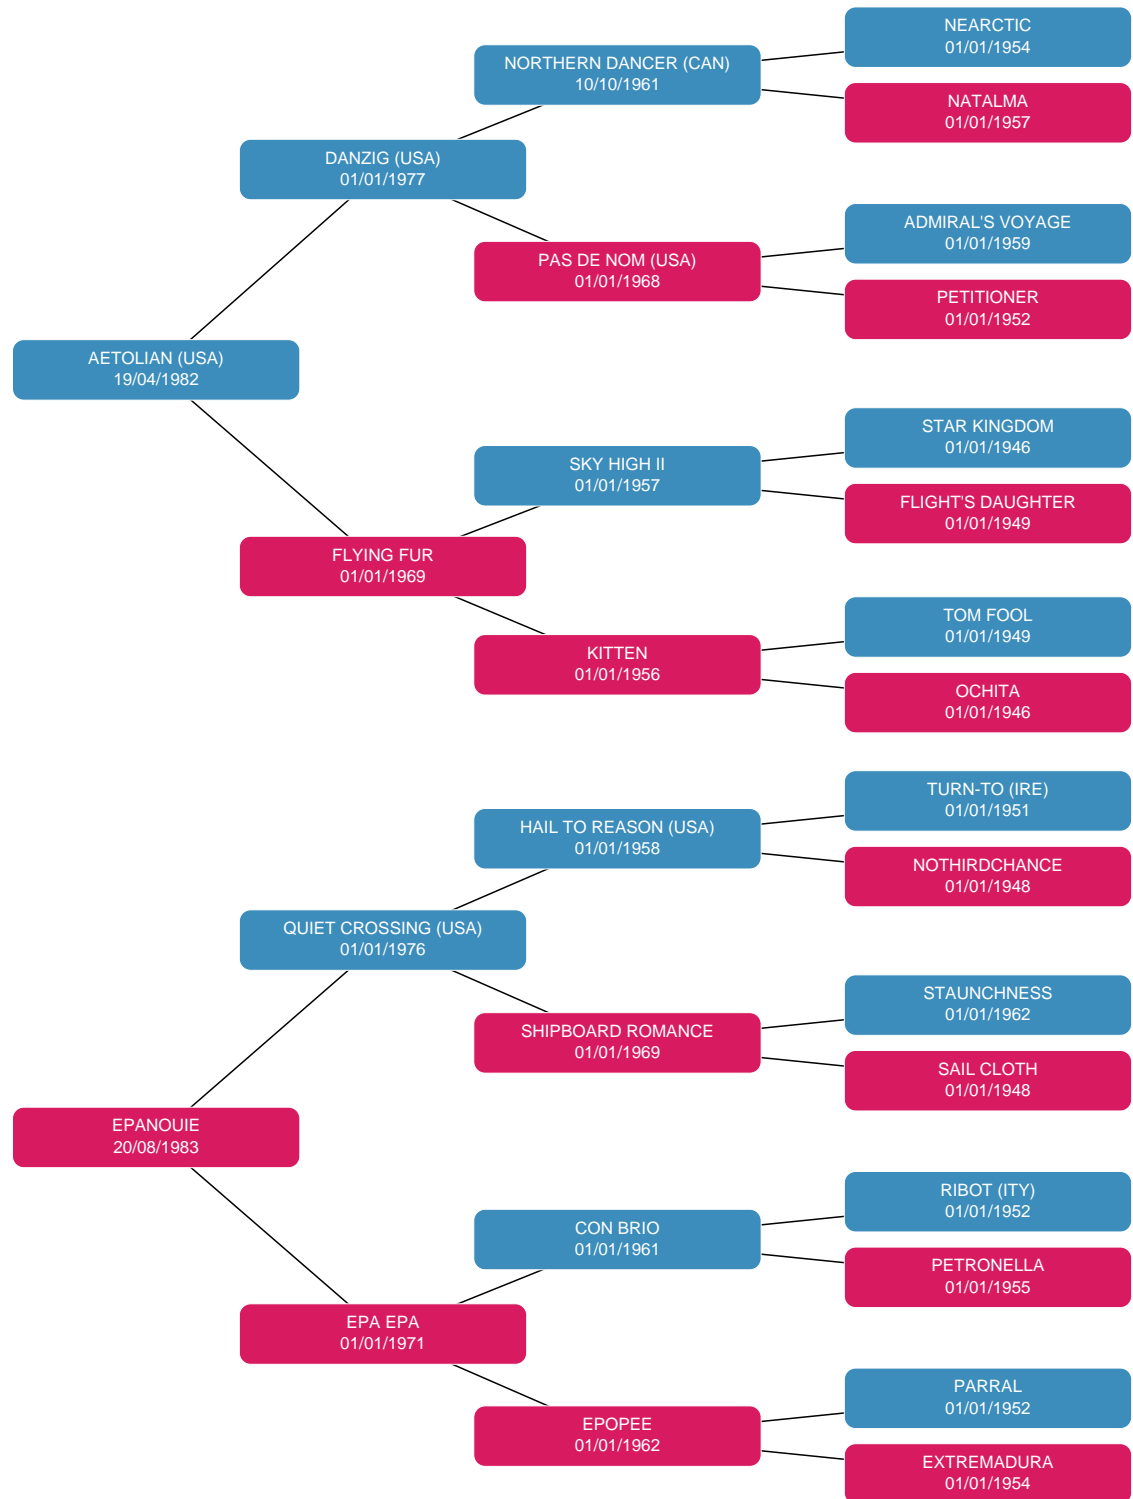 NEARCTIC
01/01/1954
NORTHERN DANCER (CAN)
10/10/1961
NATALMA
01/01/1957
DANZIG (USA)
01/01/1977
ADMIRAL'S VOYAGE
01/01/1959
PAS DE NOM (USA)
01/01/1968
PETITIONER
01/01/1952
AETOLIAN (USA)
19/04/1982
STAR KINGDOM
01/01/1946
SKY HIGH II
01/01/1957
FLIGHT'S DAUGHTER
01/01/1949
FLYING FUR
01/01/1969
TOM FOOL
01/01/1949
KITTEN
01/01/1956
OCHITA
01/01/1946
TURN-TO (IRE)
01/01/1951
HAIL TO REASON (USA)
01/01/1958
NOTHIRDCHANCE
01/01/1948
QUIET CROSSING (USA)
01/01/1976
STAUNCHNESS
01/01/1962
SHIPBOARD ROMANCE
01/01/1969
SAIL CLOTH
01/01/1948
EPANOUIE
20/08/1983
RIBOT (ITY)
01/01/1952
CON BRIO
01/01/1961
PETRONELLA
01/01/1955
EPA EPA
01/01/1971
PARRAL
01/01/1952
EPOPEE
01/01/1962
EXTREMADURA
01/01/1954